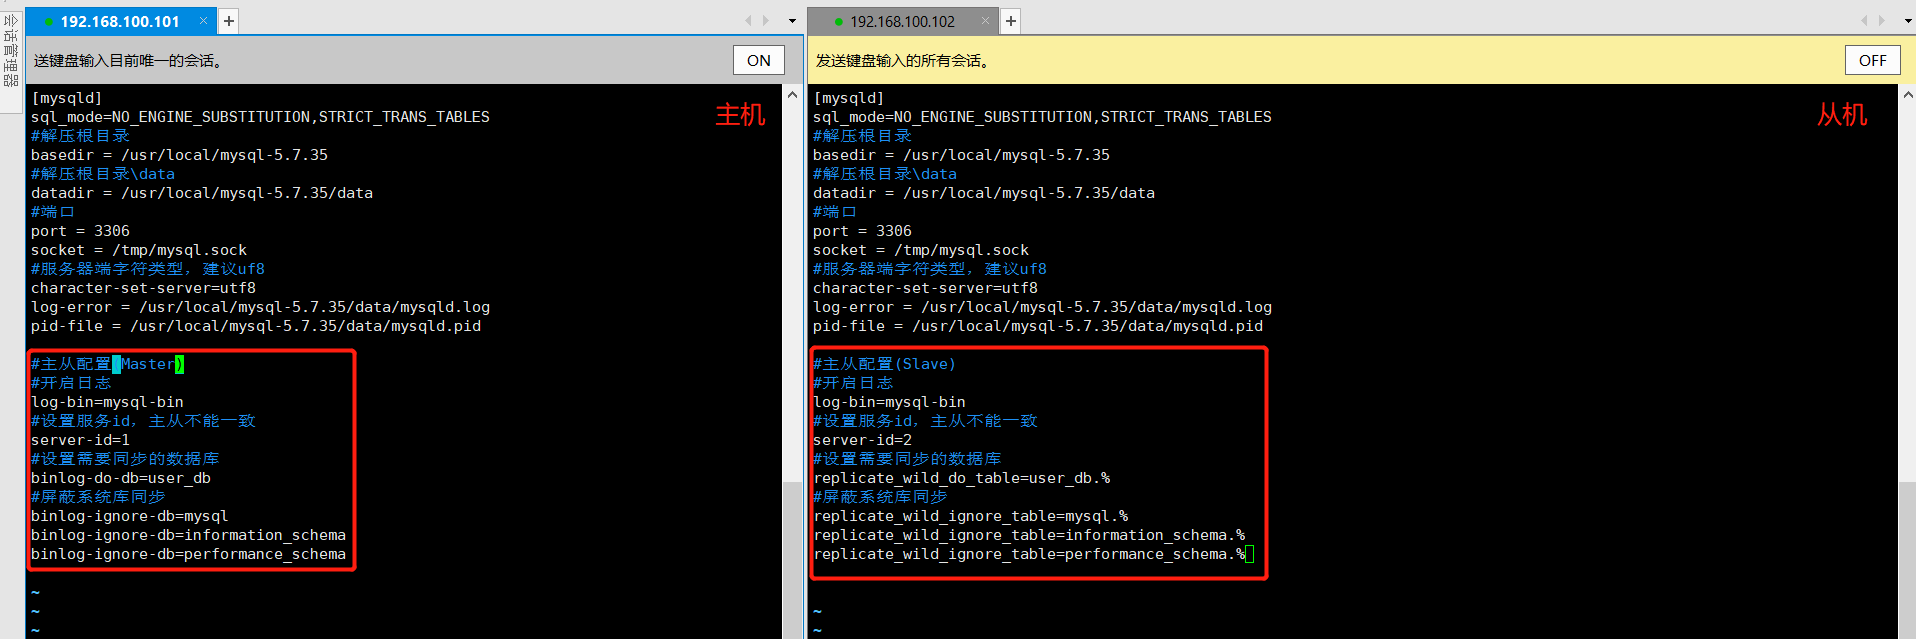 会话管理器
192.168.100.101 × +
送键盘输入目前唯一的会话。 ON
[mysqld]
主机
sql_mode=NO_ENGINE_SUBSTITUTION,STRICT_TRANS_TABLES
#解压根目录
basedir = /usr/local/mysql-5.7.35
#解压根目录\data
datadir = /usr/local/mysql-5.7.35/data
#端口
port = 3306
socket = /tmp/mysql.sock
#服务器端字符类型，建议uf8
character-set-server=utf8
log-error = /usr/local/mysql-5.7.35/data/mysqld.log
pid-file = /usr/local/mysql-5.7.35/data/mysqld.pid
#主从配置(Master)
#开启日志
log-bin=mysql-bin
#设置服务id，主从不能一致
server-id=1
#设置需要同步的数据库
binlog-do-db=user_db
#屏蔽系统库同步
binlog-ignore-db=mysql
binlog-ignore-db=information_schema
binlog-ignore-db=performance_schema
~
~
~
192.168.100.102 × +
发送键盘输入的所有会话。 OFF
[mysqld]
从机
sql_mode=NO_ENGINE_SUBSTITUTION,STRICT_TRANS_TABLES
#解压根目录
basedir = /usr/local/mysql-5.7.35
#解压根目录\data
datadir = /usr/local/mysql-5.7.35/data
#端口
port = 3306
socket = /tmp/mysql.sock
#服务器端字符类型，建议uf8
character-set-server=utf8
log-error = /usr/local/mysql-5.7.35/data/mysqld.log
pid-file = /usr/local/mysql-5.7.35/data/mysqld.pid
#主从配置(Slave)
#开启日志
log-bin=mysql-bin
#设置服务id，主从不能一致
server-id=2
#设置需要同步的数据库
replicate_wild_do_table=user_db.%
#屏蔽系统库同步
replicate_wild_ignore_table=mysql.%
replicate_wild_ignore_table=information_schema.%
replicate_wild_ignore_table=performance_schema.%
~
~